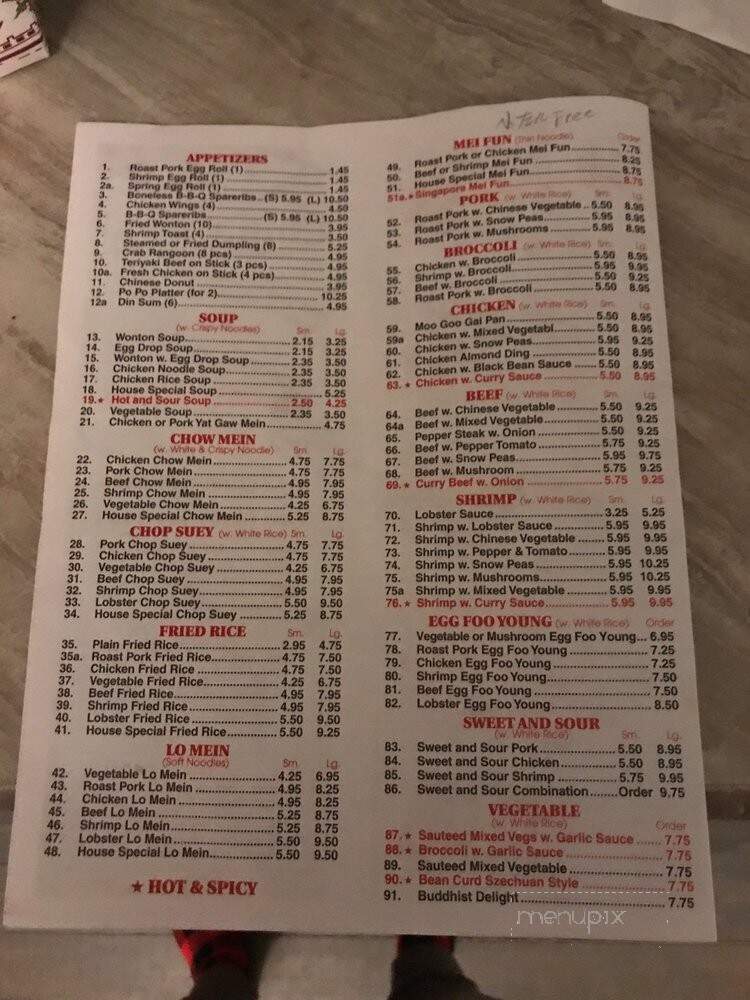 APPETIZERS
1. Roast Pork Egg Roll (1) 1.45
2. Shrimp Egg Roll (1) 1.45
2a. Spring Egg Roll (1) 1.45
3. Boneless B-B-Q Spareribs.. (S) 5.95 (L) 10.50
4. Chicken Wings (4) 4.50
5. B-B-Q Spareribs (S) 5.95 (L) 10.50
6. Fried Wonton (10) 3.95
7. Shrimp Toast (4) 3.50
8. Steamed or Fried Dumpling (8) 5.25
9. Crab Rangoon (8 pcs) 4.95
10. Teriyaki Beef on Stick (3 pcs) 4.95
10a. Fresh Chicken on Stick (4 pcs) 4.95
11. Chinese Donut 3.95
12. Po Po Platter (for 2) 10.25
12a Din Sum (6) 4.95
SOUP
(w. Crispy Noodles) Sm. Lg.
13. Wonton Soup 2.15 3.25
14. Egg Drop Soup 2.15 3.25
15. Wonton w. Egg Drop Soup 2.35 3.50
16. Chicken Noodle Soup 2.35 3.50
17. Chicken Rice Soup 2.35 3.50
18. House Special Soup 5.25
19.★ Hot and Sour Soup 2.50 4.25
20. Vegetable Soup 2.35 3.50
21. Chicken or Pork Yat Gaw Mein 4.75
CHOW MEIN
(w. White & Crispy Noodle) Sm. Lg.
22. Chicken Chow Mein 4.75 7.75
23. Pork Chow Mein 4.75 7.75
24. Beef Chow Mein 4.95 7.95
25. Shrimp Chow Mein 4.95 7.95
26. Vegetable Chow Mein 4.25 6.75
27. House Special Chow Mein 5.25 8.75
CHOP SUEY (w. White Rice) Sm. Lg.
28. Pork Chop Suey 4.75 7.75
29. Chicken Chop Suey 4.75 7.75
30. Vegetable Chop Suey 4.25 6.75
31. Beef Chop Suey 4.95 7.95
32. Shrimp Chop Suey 4.95 7.95
33. Lobster Chop Suey 5.50 9.50
34. House Special Chop Suey 5.25 8.75
FRIED RICE Sm. Lg.
35. Plain Fried Rice 2.95 4.75
35a. Roast Pork Fried Rice 4.75 7.50
36. Chicken Fried Rice 4.75 7.50
37. Vegetable Fried Rice 4.25 6.75
38. Beef Fried Rice 4.95 7.95
39. Shrimp Fried Rice 4.95 7.95
40. Lobster Fried Rice 5.50 9.50
41. House Special Fried Rice 5.50 9.25
LO MEIN
(Soft Noodles) Sm. Lg.
42. Vegetable Lo Mein 4.25 6.95
43. Roast Pork Lo Mein 4.95 8.25
44. Chicken Lo Mein 4.95 8.25
45. Beef Lo Mein 5.25 8.75
46. Shrimp Lo Mein 5.25 8.75
47. Lobster Lo Mein 5.50 9.50
48. House Special Lo Mein 5.50 9.50
★ HOT & SPICY
MEI FUN (Thin Noodle) Order
49. Roast Pork or Chicken Mei Fun 7.75
50. Beef or Shrimp Mei Fun 8.25
51. House Special Mei Fun 8.25
51a.★ Singapore Mei Fun 8.75
PORK (w. White Rice) Sm. Lg.
52. Roast Pork w. Chinese Vegetable .. 5.50 8.95
53. Roast Pork w. Snow Peas 5.95 8.95
54. Roast Pork w. Mushrooms 5.95 8.95
BROCCOLI (w. White Rice) Sm. Lg.
55. Chicken w. Broccoli 5.50 8.95
56. Shrimp w. Broccoli 5.95 9.95
57. Beef w. Broccoli 5.50 9.25
58. Roast Pork w. Broccoli 5.50 8.95
CHICKEN (w. White Rice) Sm. Lg.
59. Moo Goo Gai Pan 5.50 8.95
59a Chicken w. Mixed Vegetabl 5.50 8.95
60. Chicken w. Snow Peas 5.95 9.25
61. Chicken Almond Ding 5.50 8.95
62. Chicken w. Black Bean Sauce 5.50 8.95
63. ★ Chicken w. Curry Sauce 5.50 8.95
BEEF (w. White Rice) Sm. Lg.
64. Beef w. Chinese Vegetable 5.50 9.25
64a Beef w. Mixed Vegetable 5.50 9.25
65. Pepper Steak w. Onion 5.50 9.25
66. Beef w. Pepper Tomato 5.75 9.25
67. Beef w. Snow Peas 5.95 9.75
68. Beef w. Mushroom 5.75 9.25
69. ★ Curry Beef w. Onion 5.75 9.25
SHRIMP (w. White Rice) Sm. Lg.
70. Lobster Sauce 3.25 5.25
71. Shrimp w. Lobster Sauce 5.95 9.95
72. Shrimp w. Chinese Vegetable 5.95 9.95
73. Shrimp w. Pepper & Tomato 5.95 9.95
74. Shrimp w. Snow Peas 5.95 10.25
75. Shrimp w. Mushrooms 5.95 10.25
75a Shrimp w. Mixed Vegetable 5.95 9.95
76. ★ Shrimp w. Curry Sauce 5.95 9.95
EGG FOO YOUNG (w. White Rice) Order
77. Vegetable or Mushroom Egg Foo Young... 6.95
78. Roast Pork Egg Foo Young 7.25
79. Chicken Egg Foo Young 7.25
80. Shrimp Egg Foo Young 7.50
81. Beef Egg Foo Young 7.50
82. Lobster Egg Foo Young 8.50
SWEET AND SOUR
(w. White Rice) Sm. Lg.
83. Sweet and Sour Pork 5.50 8.95
84. Sweet and Sour Chicken 5.50 8.95
85. Sweet and Sour Shrimp 5.75 9.95
86. Sweet and Sour Combination Order 9.75
VEGETABLE
(w. White Rice) Order
87. ★ Sauteed Mixed Vegs w. Garlic Sauce 7.75
88. ★ Broccoli w. Garlic Sauce 7.75
89. Sauteed Mixed Vegetable 7.75
90. ★ Bean Curd Szechuan Style 7.75
91. Buddhist Delight 7.75
menupix